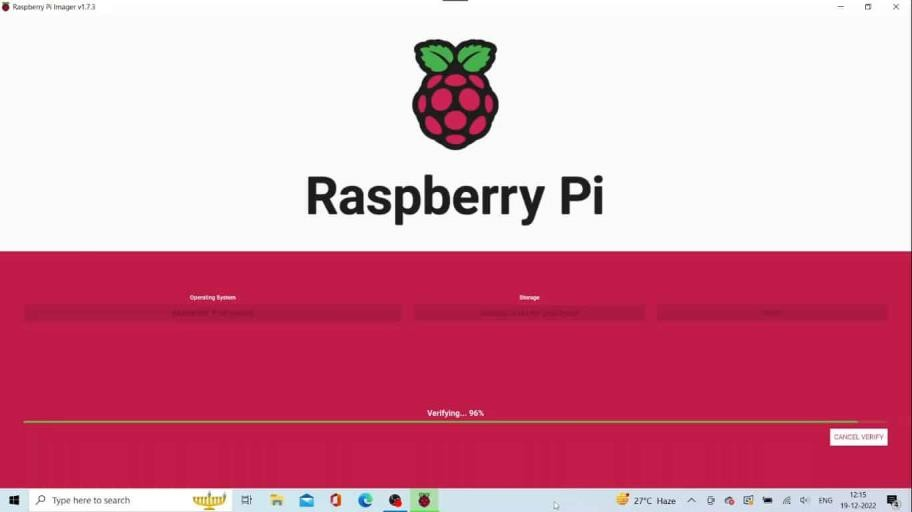 Raspberry Pi Imager v1.7.3
Raspberry Pi
Operating System
Storage
Verifying... 96%
CANCEL VERIFY
Type here to search
27°C Haze
ENG
12:15
19-12-2022
4